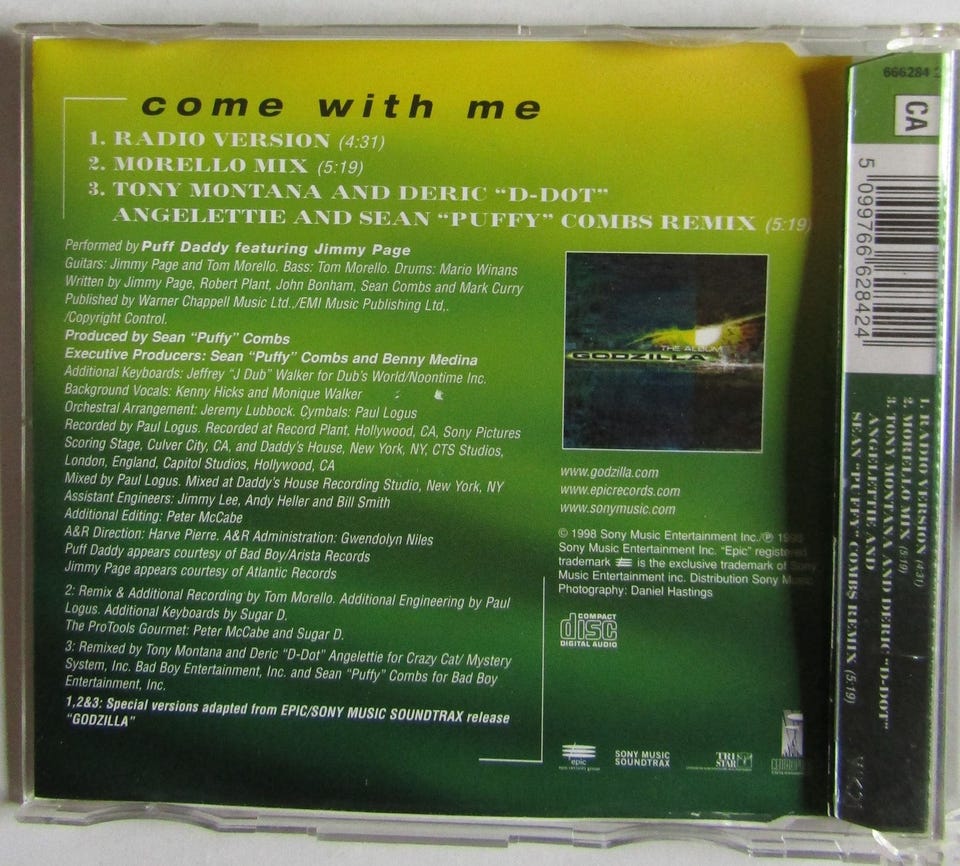 come with me
1. RADIO VERSION (4:31)
2. MORELLO MIX (5:19)
3. TONY MONTANA AND DERIC “D-DOT”
ANGELETTIE AND SEAN “PUFFY” COMBS REMIX (5:19)
Performed by Puff Daddy featuring Jimmy Page
Guitars: Jimmy Page and Tom Morello. Bass: Tom Morello. Drums: Mario Winans
Written by Jimmy Page, Robert Plant, John Bonham, Sean Combs and Mark Curry
Published by Warner Chappell Music Ltd./EMI Music Publishing Ltd,.
/Copyright Control.
Produced by Sean “Puffy” Combs
Executive Producers: Sean “Puffy” Combs and Benny Medina
Additional Keyboards: Jeffrey “J Dub” Walker for Dub's World/Noontime Inc.
Background Vocals: Kenny Hicks and Monique Walker
Orchestral Arrangement: Jeremy Lubbock. Cymbals: Paul Logus
Recorded by Paul Logus. Recorded at Record Plant, Hollywood, CA, Sony Pictures
Scoring Stage, Culver City, CA, and Daddy's House, New York, NY, CTS Studios,
London, England, Capitol Studios, Hollywood, CA
Mixed by Paul Logus. Mixed at Daddy's House Recording Studio, New York, NY
Assistant Engineers: Jimmy Lee, Andy Heller and Bill Smith
Additional Editing: Peter McCabe
A&R Direction: Harve Pierre. A&R Administration: Gwendolyn Niles
Puff Daddy appears courtesy of Bad Boy/Arista Records
Jimmy Page appears courtesy of Atlantic Records
2: Remix & Additional Recording by Tom Morello. Additional Engineering by Paul
Logus. Additional Keyboards by Sugar D.
The ProTools Gourmet: Peter McCabe and Sugar D.
3: Remixed by Tony Montana and Deric “D-Dot” Angelettie for Crazy Cat/ Mystery
System, Inc. Bad Boy Entertainment, Inc. and Sean “Puffy” Combs for Bad Boy
Entertainment, Inc.
1,2&3: Special versions adapted from EPIC/SONY MUSIC SOUNDTRAX release
“GODZILLA”
THE ALBUM
GODZILLA
www.godzilla.com
www.epicrecords.com
www.sonymusic.com
© 1998 Sony Music Entertainment Inc./℗ 1998
Sony Music Entertainment Inc. “Epic” registered
trademark is the exclusive trademark of Sony
Music Entertainment inc. Distribution Sony Music
Photography: Daniel Hastings
COMPACT
disc
DIGITAL AUDIO
epic
SONY MUSIC
SOUNDTRAX
TRISTAR
666284 2
CA
5 099766 628424
1. RADIO VERSION (4:31)
2. MORELLO MIX (5:19)
3. TONY MONTANA AND DERIC “D-DOT”
ANGELETTIE AND
SEAN “PUFFY” COMBS REMIX (5:19)